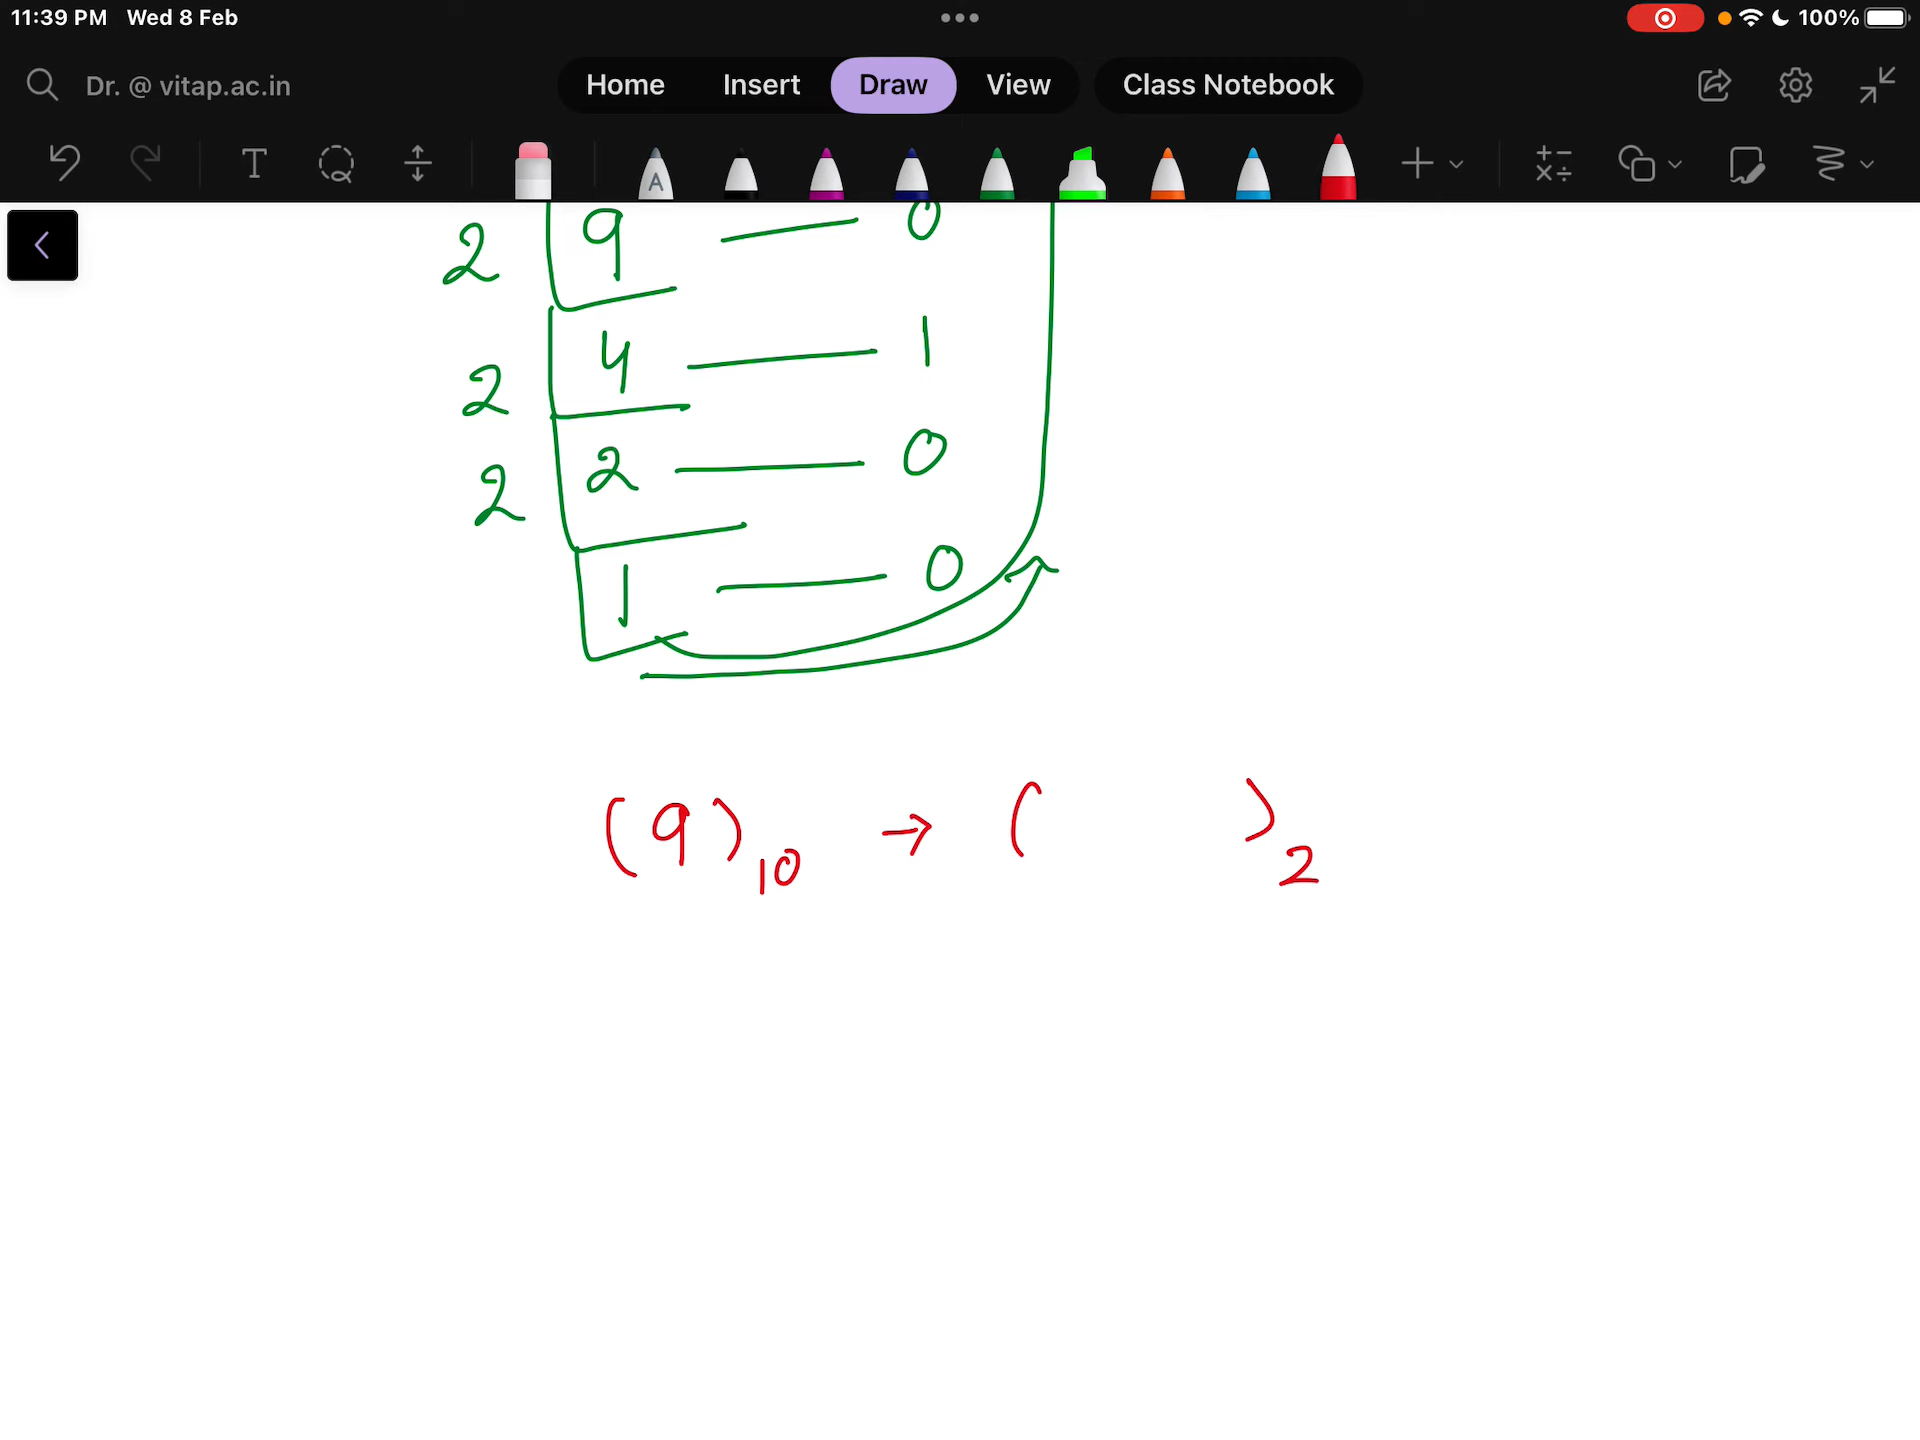 11:39 PM Wed 8 Feb 100%
Dr. @ vitap.ac.in Home Insert Draw View Class Notebook
T A
2 9 — 0
2 4 — 1
2 2 — 0
1 — 0
(9)₁₀ → ( )₂